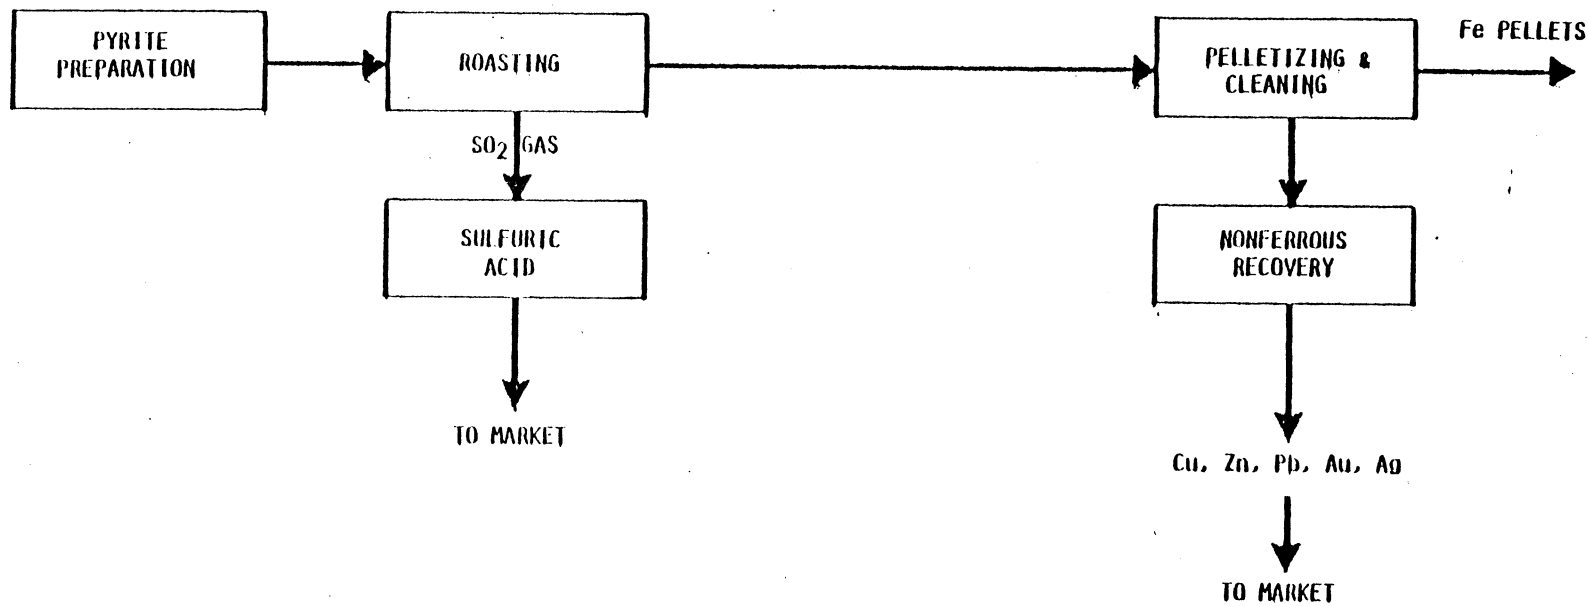 PYRITE
PREPARATION
ROASTING
PELLETIZING &
CLEANING
Fe PELLETS
SO2 GAS
SULFURIC
ACID
NONFERROUS
RECOVERY
TO MARKET
Cu, Zn, Pb, Au, Ag
TO MARKET